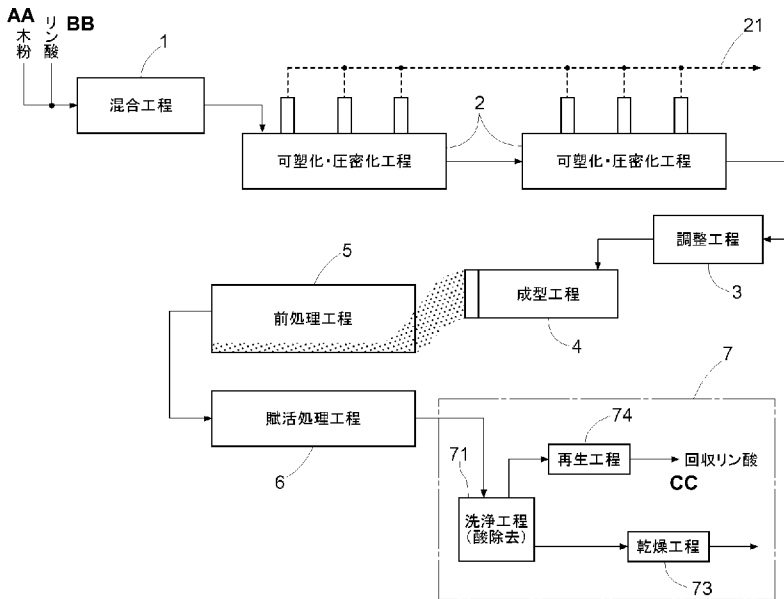 AA
BB
木粉
リン酸
1
混合工程
21
2
可塑化・圧密化工程
可塑化・圧密化工程
調整工程
3
5
前処理工程
成型工程
4
7
賦活処理工程
6
74
71
再生工程
回収リン酸
CC
洗浄工程
(酸除去)
乾燥工程
73